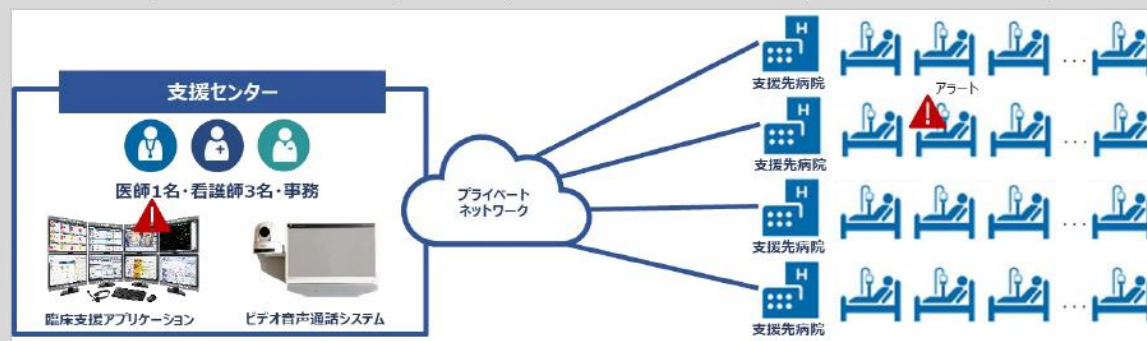 支援センター
医師1名・看護師3名・事務
臨床支援アプリケーション
ビデオ音声通話システム
プライベート
ネットワーク
H
支援先病院
アラート
H
支援先病院
H
支援先病院
H
支援先病院